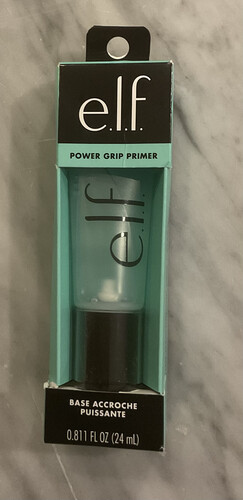 e.l.f.
POWER GRIP PRIMER
e.l.f.
BASE ACCROCHE
PUISSANTE
0.811 FL OZ (24 mL)